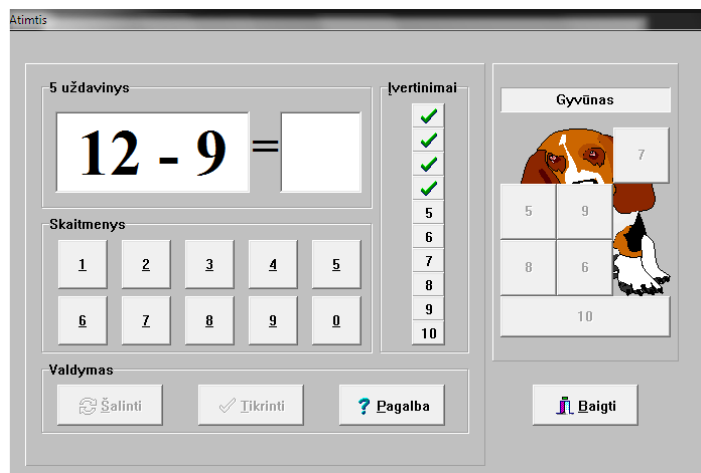 Atimtis
5 uždavinys
12 - 9 =
Įvertinimai
5
6
7
8
9
10
Skaitmenys
1 2 3 4 5
6 7 8 9 0
Valdymas
Šalinti Tikrinti ? Pagalba
Gyvūnas
7
5 9
8 6
10
Baigti